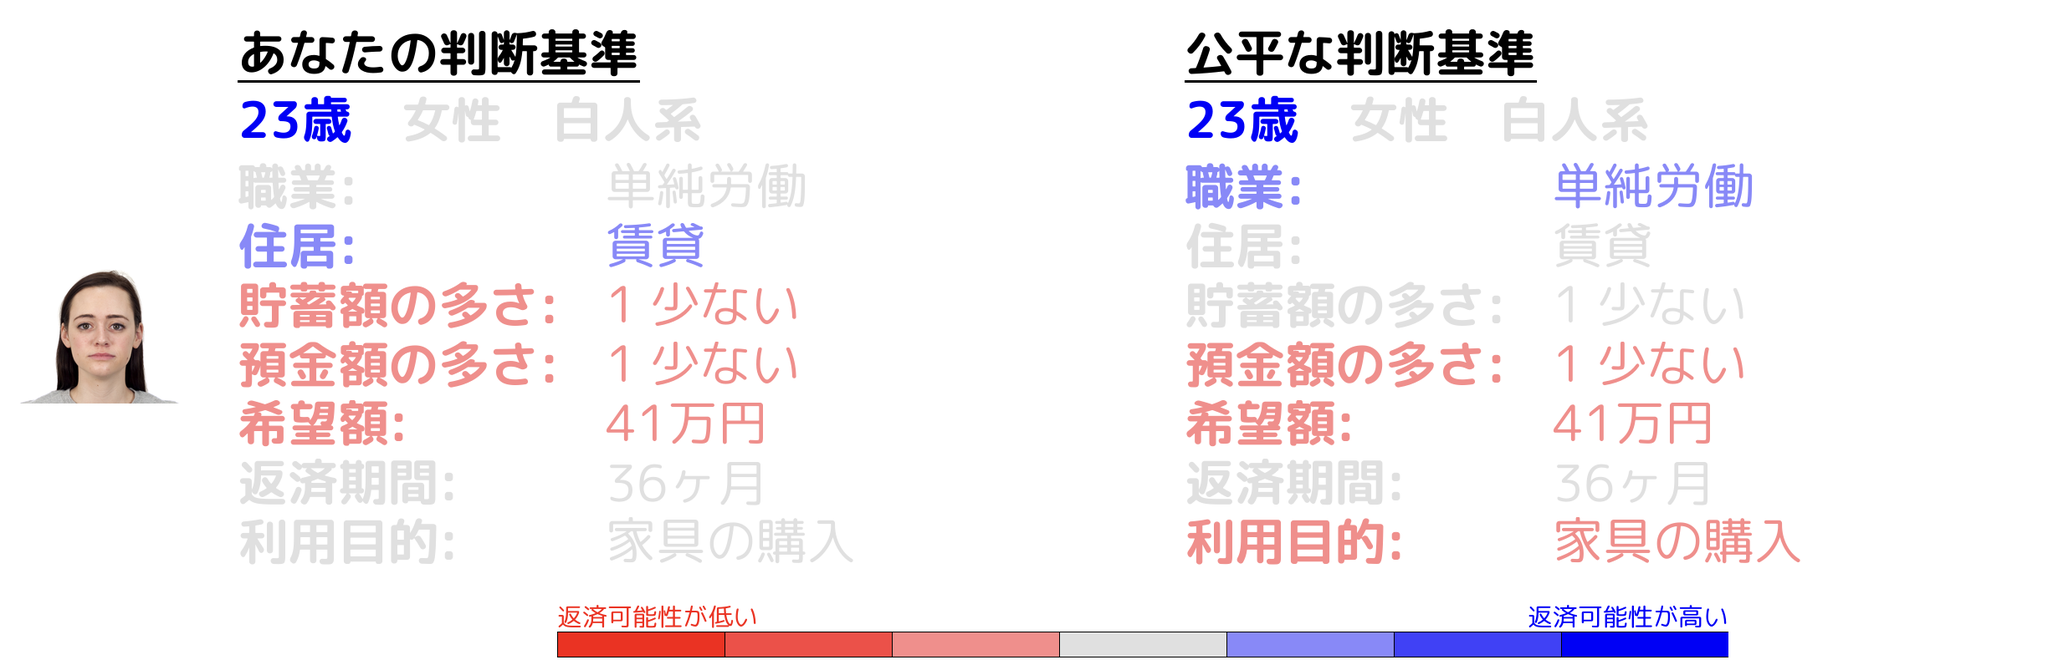 あなたの判断基準
23歳 女性 白人系
職業: 単純労働
住居: 賃貸
貯蓄額の多さ: 1 少ない
預金額の多さ: 1 少ない
希望額: 41万円
返済期間: 36ヶ月
利用目的: 家具の購入
公平な判断基準
23歳 女性 白人系
職業: 単純労働
住居: 賃貸
貯蓄額の多さ: 1 少ない
預金額の多さ: 1 少ない
希望額: 41万円
返済期間: 36ヶ月
利用目的: 家具の購入
返済可能性が低い
返済可能性が高い